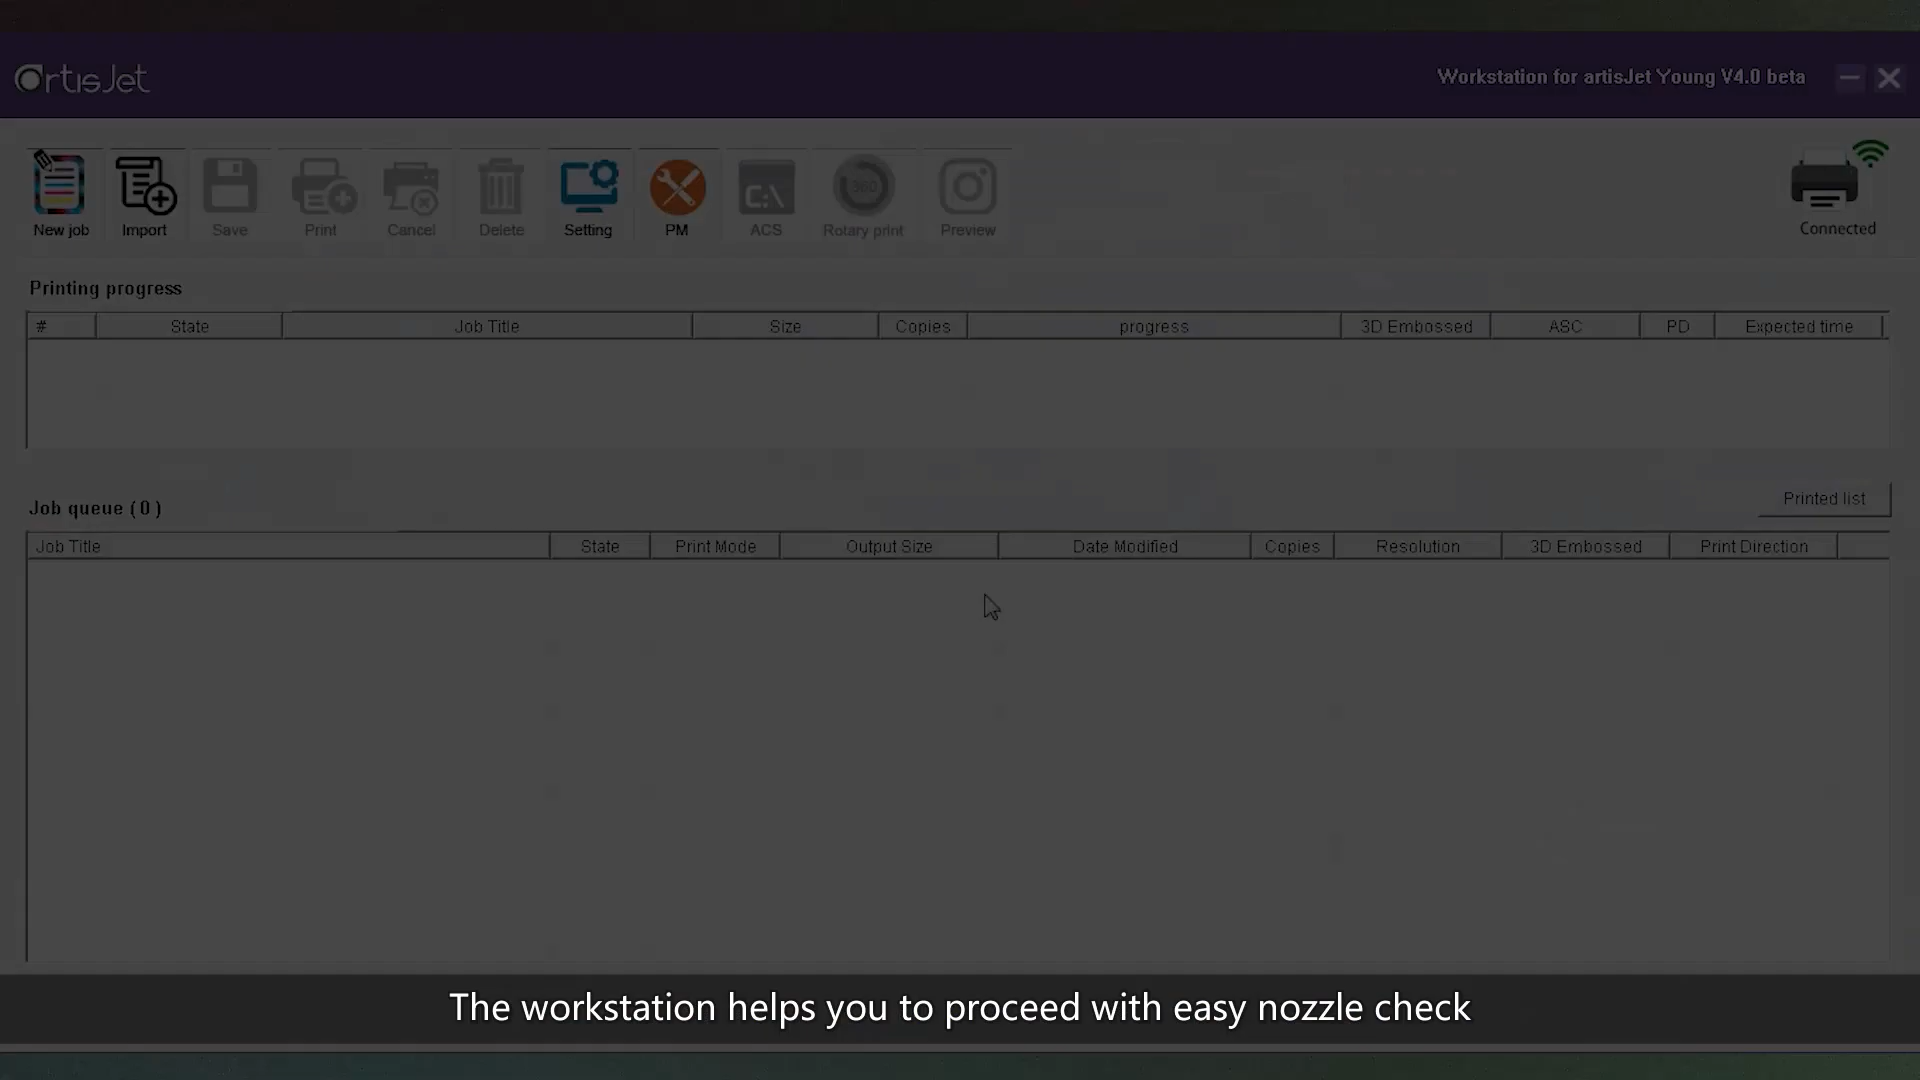 artisJet
Workstation for artisJet Young V4.0 beta
New job
Import
Save
Print
Cancel
Delete
Setting
PM
C:\
ACS
360
Rotary print
Preview
Connected
Printing progress
# State Job Title Size Copies progress 3D Embossed ASC PD Expected time
Job queue ( 0 )
Printed list
Job Title State Print Mode Output Size Date Modified Copies Resolution 3D Embossed Print Direction
The workstation helps you to proceed with easy nozzle check